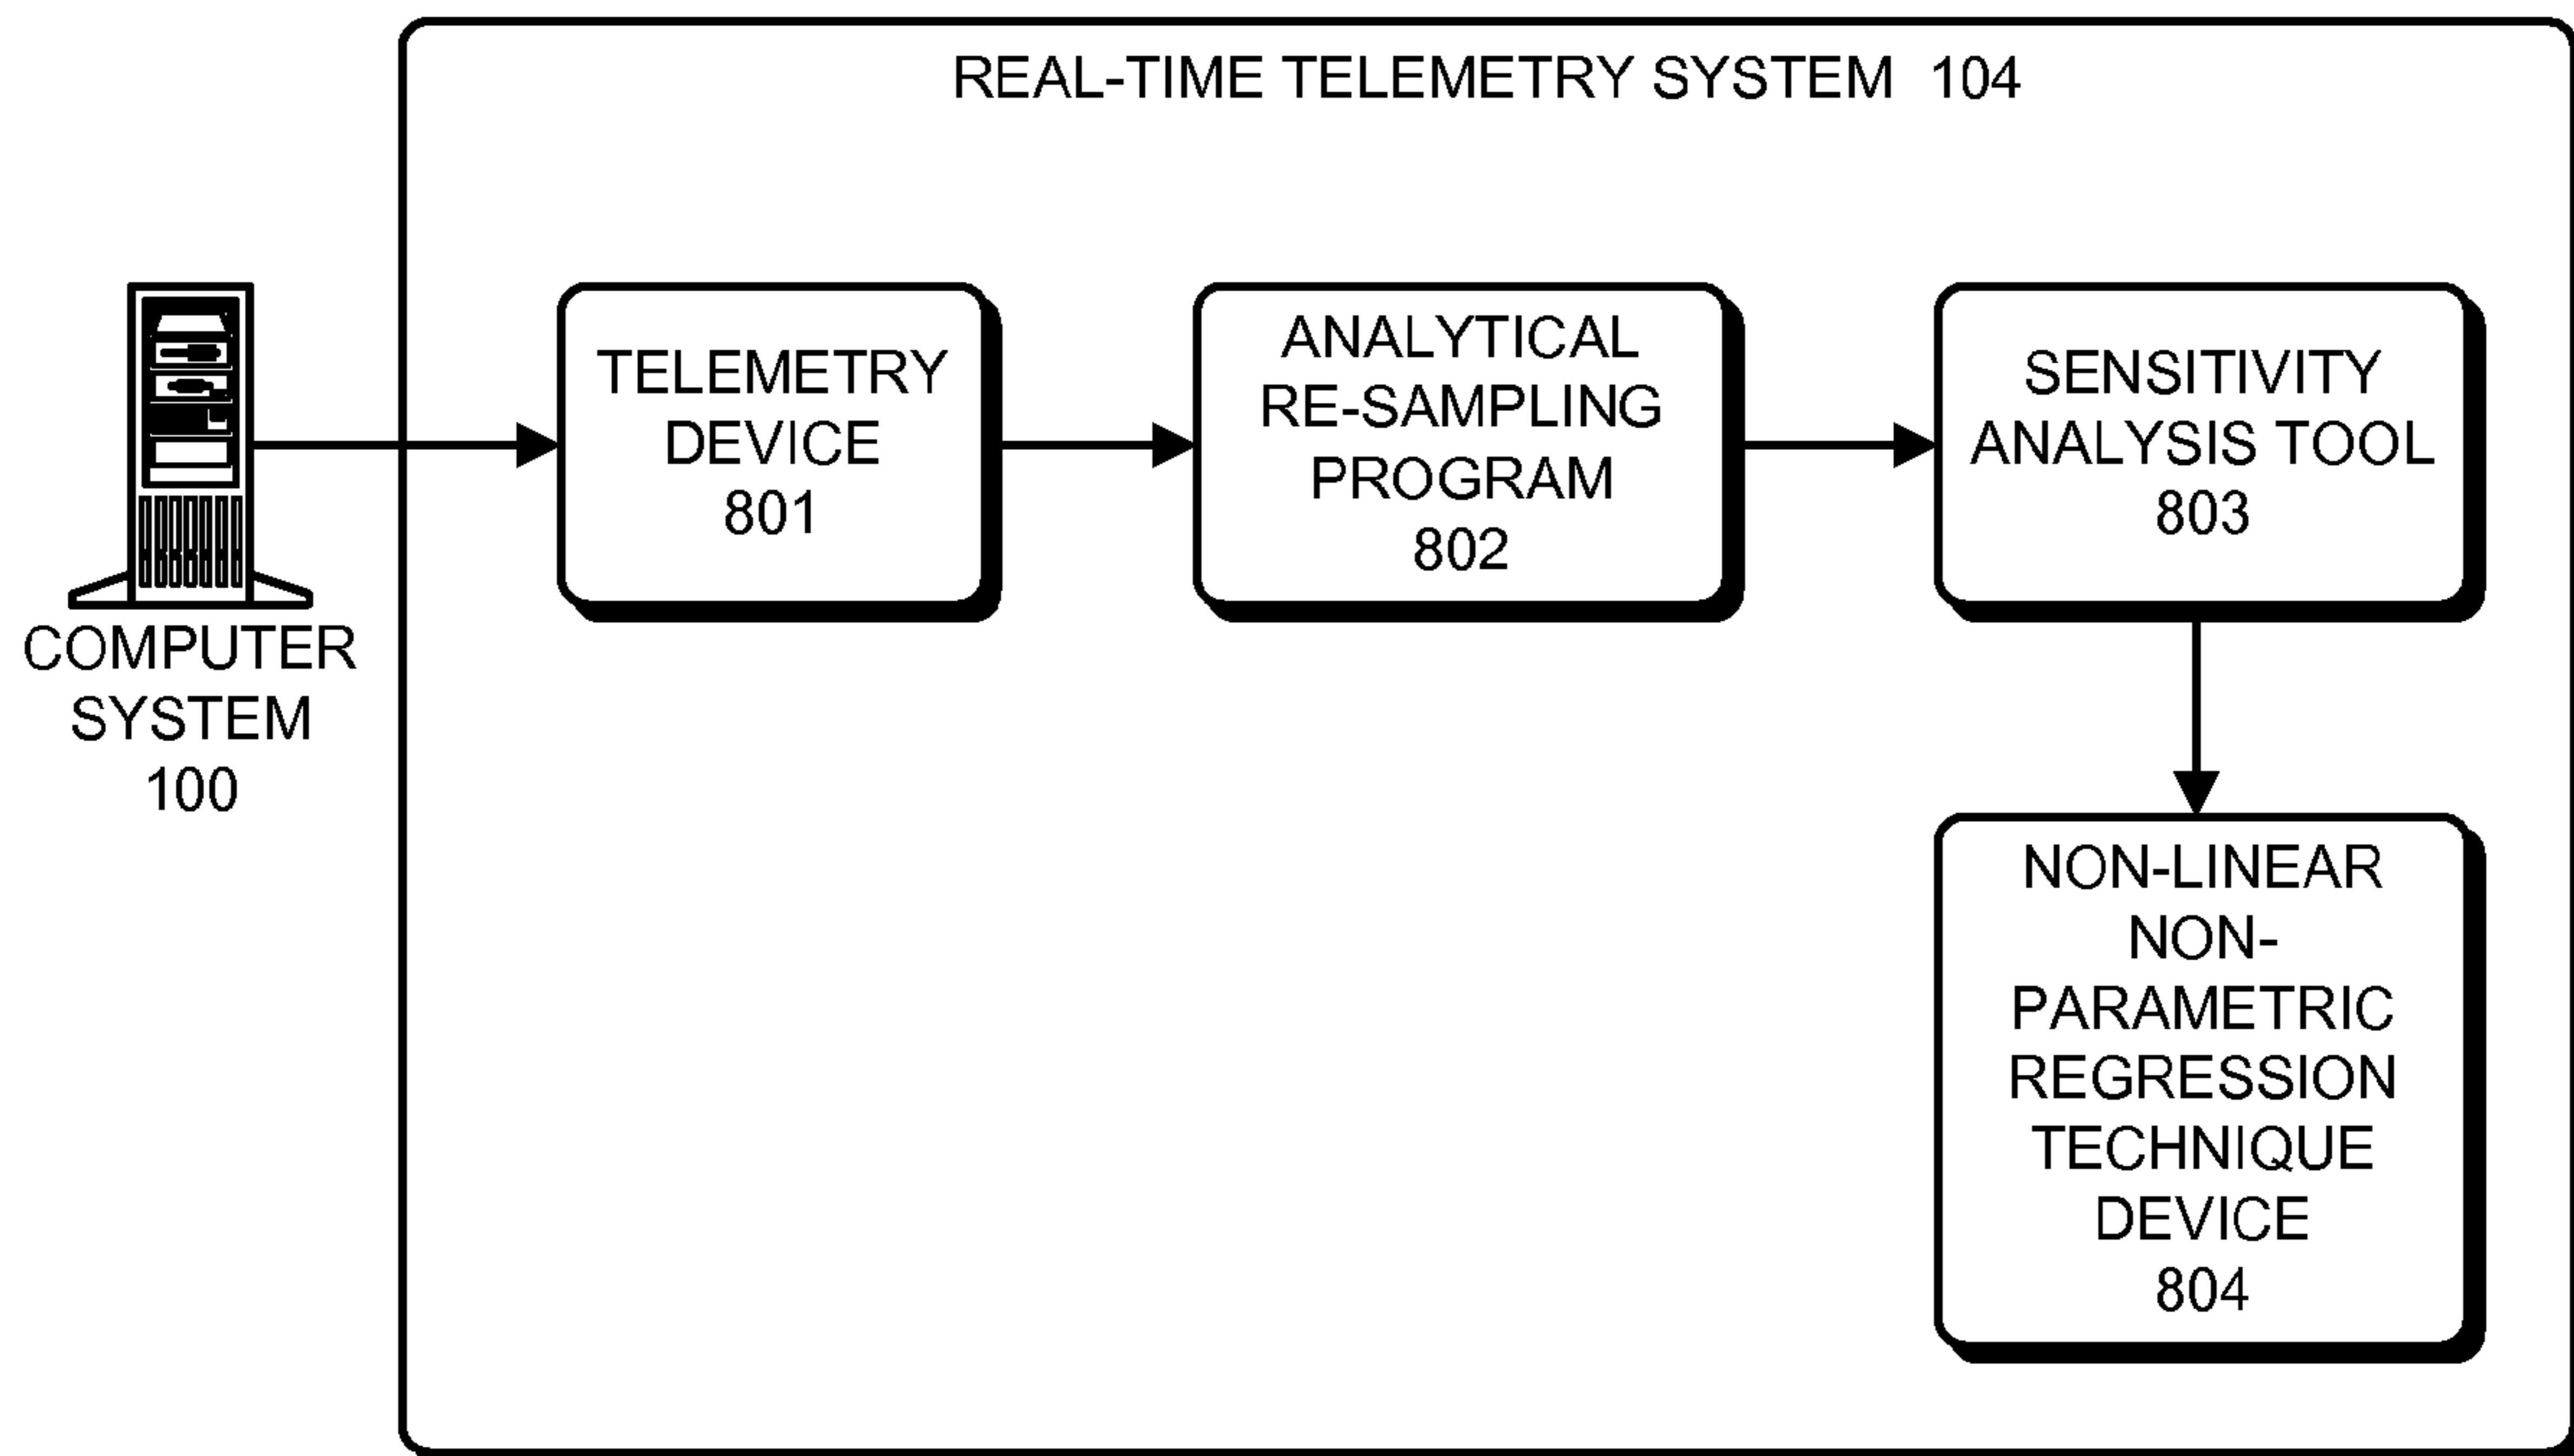 REAL-TIME TELEMETRY SYSTEM 104
COMPUTER
SYSTEM
100
TELEMETRY
DEVICE
801
ANALYTICAL
RE-SAMPLING
PROGRAM
802
SENSITIVITY
ANALYSIS TOOL
803
NON-LINEAR
NON-
PARAMETRIC
REGRESSION
TECHNIQUE
DEVICE
804